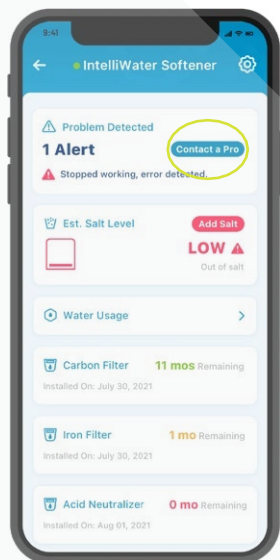 9:41
IntelliWater Softener
Problem Detected
1 Alert
Contact a Pro
Stopped working, error detected.
Est. Salt Level
Add Salt
LOW
Out of salt
Water Usage
Carbon Filter
11 mos Remaining
Installed On: July 30, 2021
Iron Filter
1 mo Remaining
Installed On: July 30, 2021
Acid Neutralizer
0 mo Remaining
Installed On: Aug 01, 2021